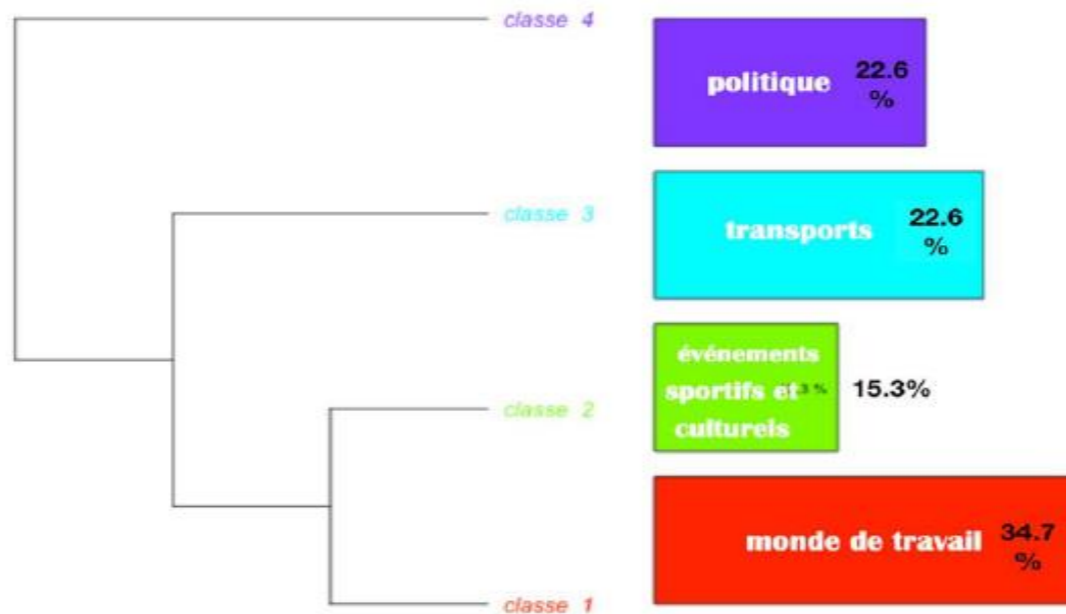 classe 4
politique 22.6
%
classe 3
transports 22.6
%
événements
sportifs et
culturels
15.3%
classe 2
monde de travail 34.7
%
classe 1